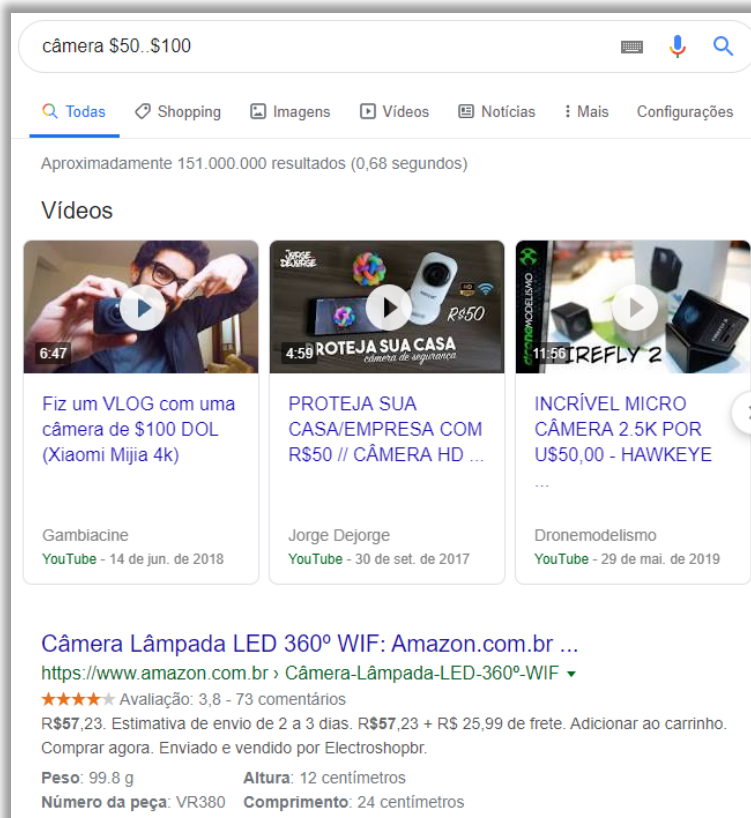 câmera $50..$100
Todas Shopping Imagens Vídeos Notícias Mais Configurações
Aproximadamente 151.000.000 resultados (0,68 segundos)
Vídeos
6:47
JORGE
DEJORGE
HD
R$50
PROTEJA SUA CASA
câmera de segurança
4:59
DRONEMODELISMO
FIREFLY 2
11:56
Fiz um VLOG com uma
câmera de $100 DOL
(Xiaomi Mijia 4k)
Gambiacine
YouTube - 14 de jun. de 2018
PROTEJA SUA
CASA/EMPRESA COM
R$50 // CÂMERA HD ...
Jorge Dejorge
YouTube - 30 de set. de 2017
INCRÍVEL MICRO
CÂMERA 2.5K POR
U$50,00 - HAWKEYE
...
Dronemodelismo
YouTube - 29 de mai. de 2019
Câmera Lâmpada LED 360º WIF: Amazon.com.br ...
https://www.amazon.com.br › Câmera-Lâmpada-LED-360º-WIF
Avaliação: 3,8 - 73 comentários
R$57,23. Estimativa de envio de 2 a 3 dias. R$57,23 + R$ 25,99 de frete. Adicionar ao carrinho.
Comprar agora. Enviado e vendido por Electroshopbr.
Peso: 99.8 g Altura: 12 centímetros
Número da peça: VR380 Comprimento: 24 centímetros